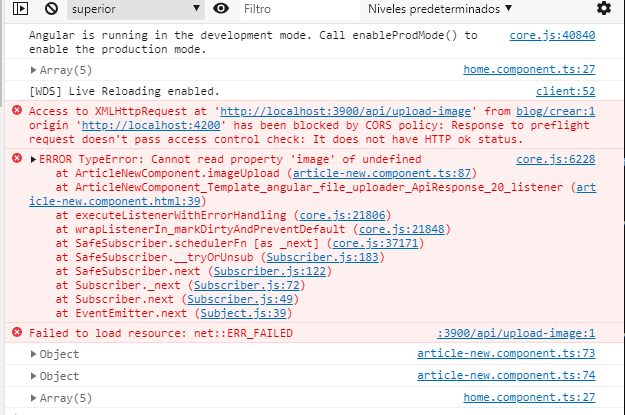 superior ▼ Filtro Niveles predeterminados ▼
Angular is running in the development mode. Call enableProdMode() to core.js:40840
enable the production mode.
▶ Array(5) home.component.ts:27
[WDS] Live Reloading enabled. client:52
Access to XMLHttpRequest at 'http://localhost:3900/api/upload-image' from blog/crear:1
origin 'http://localhost:4200' has been blocked by CORS policy: Response to preflight
request doesn't pass access control check: It does not have HTTP ok status.
▶ERROR TypeError: Cannot read property 'image' of undefined core.js:6228
at ArticleNewComponent.imageUpload (article-new.component.ts:87)
at ArticleNewComponent_Template_angular_file_uploader_ApiResponse_20_listener (art
icle-new.component.html:39)
at executeListenerWithErrorHandling (core.js:21806)
at wrapListenerIn_markDirtyAndPreventDefault (core.js:21848)
at SafeSubscriber.schedulerFn [as _next] (core.js:37171)
at SafeSubscriber.__tryOrUnsub (Subscriber.js:183)
at SafeSubscriber.next (Subscriber.js:122)
at Subscriber._next (Subscriber.js:72)
at Subscriber.next (Subscriber.js:49)
at EventEmitter.next (Subject.js:39)
Failed to load resource: net::ERR_FAILED :3900/api/upload-image:1
▶ Object article-new.component.ts:73
▶ Object article-new.component.ts:74
▶ Array(5) home.component.ts:27